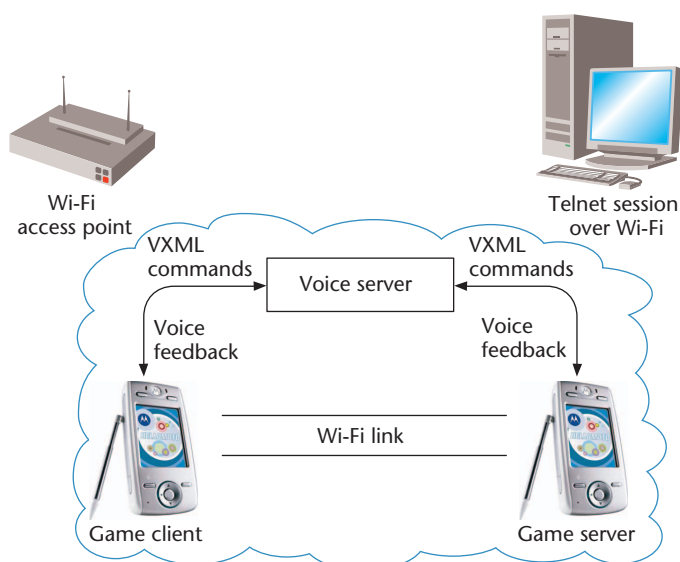 Wi-Fi
access point
Telnet session
over Wi-Fi
VXML
commands
Voice server
VXML
commands
Voice
feedback
Voice
feedback
Wi-Fi link
Game client
Game server